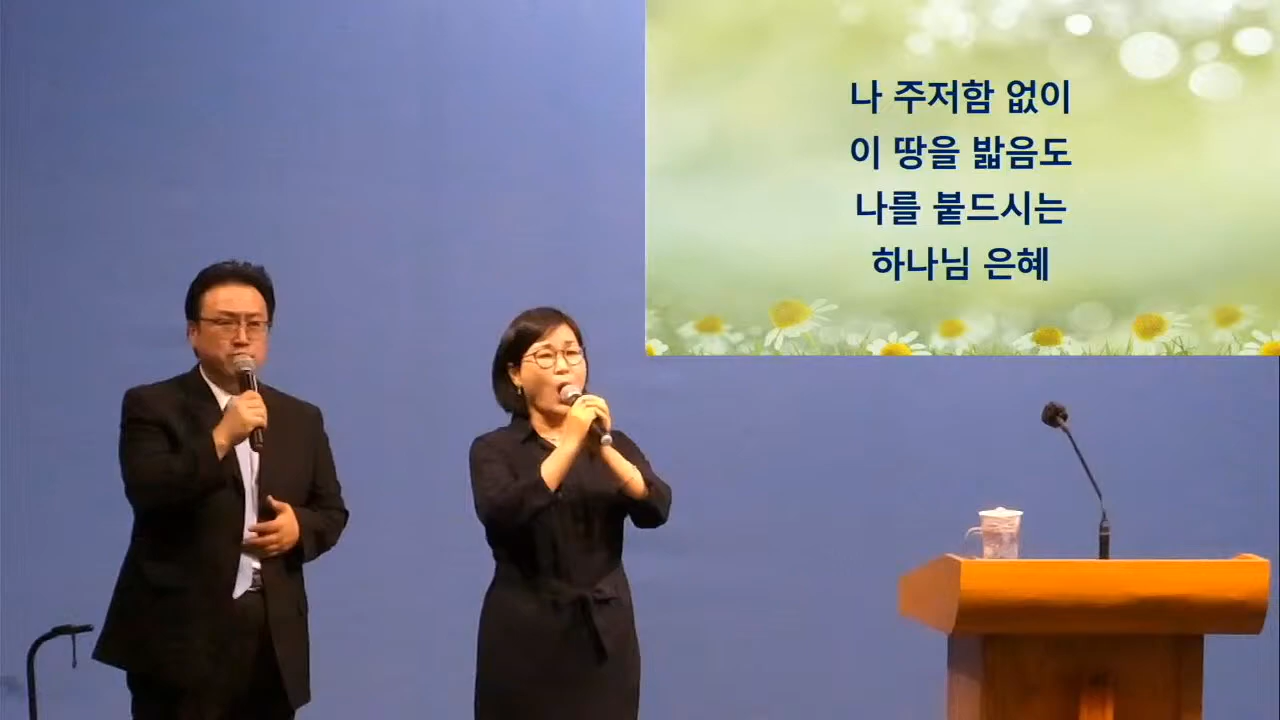 나 주저함 없이
이 땅을 밟음도
나를 붙드시는
하나님 은혜